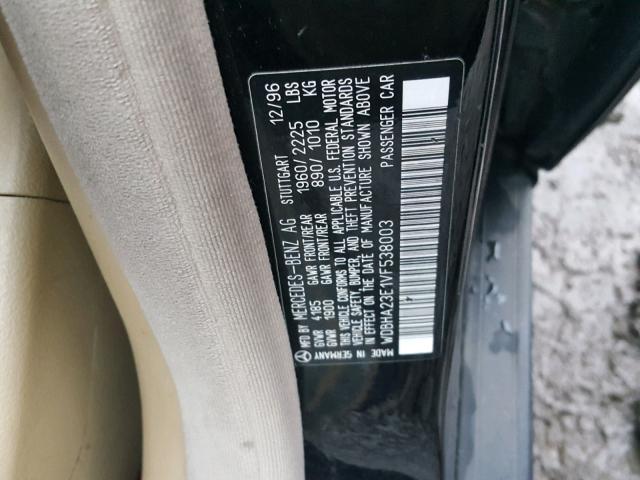 MFD BY MERCEDES-BENZ AG STUTTGART 12/96
GVWR 4185 GAWR FRONT/REAR 1960/2225 LBS
GVWR 1900 GAWR FRONT/REAR 890/1010 KG
THIS VEHICLE CONFORMS TO ALL APPLICABLE U.S. FEDERAL MOTOR
VEHICLE SAFETY, BUMPER, AND THEFT PREVENTION STANDARDS
IN EFFECT ON THE DATE OF MANUFACTURE SHOWN ABOVE
MADE IN GERMANY
WDBHA23E1VF538003 PASSENGER CAR